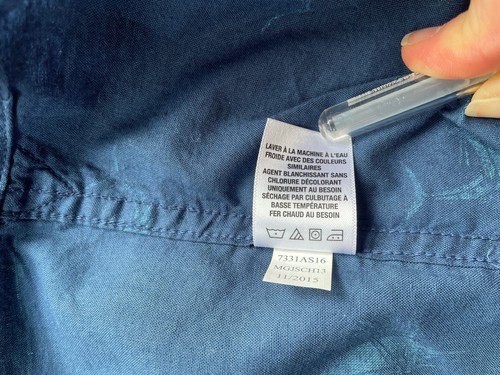 LAVER À LA MACHINE À L'EAU
FROIDE AVEC DES COULEURS
SIMILAIRES
AGENT BLANCHISSANT SANS
CHLORURE DÉCOLORANT
UNIQUEMENT AU BESOIN
SÉCHAGE PAR CULBUTAGE À
BASSE TEMPÉRATURE
FER CHAUD AU BESOIN
7331AS16
MGJSCH13
11/2015